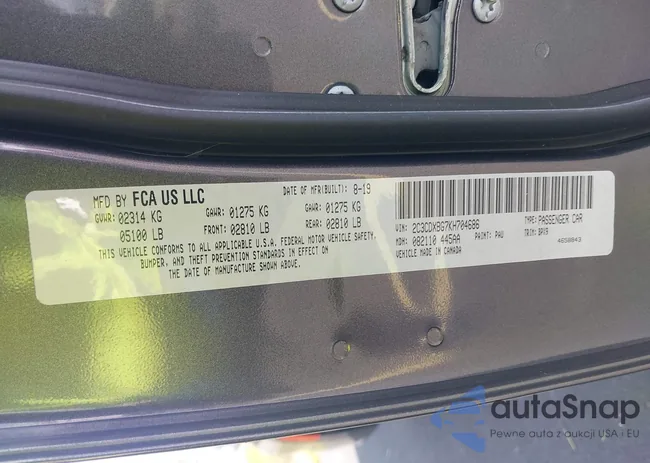 MFD BY FCA US LLC
DATE OF MFR(BUILT): 8-19
GVWR: 02314 KG GAWR: 01275 KG GAWR: 01275 KG
05100 LB FRONT: 02810 LB REAR: 02810 LB
THIS VEHICLE CONFORMS TO ALL APPLICABLE U.S.A. FEDERAL MOTOR VEHICLE SAFETY,
BUMPER, AND THEFT PREVENTION STANDARDS IN EFFECT ON
THE DATE OF MANUFACTURE SHOWN ABOVE.
VIN: 2C3CDXBG7KH704686 TYPE: PASSENGER CAR
MDH: 082110 445AA PAINT: PAU TRIM: BPX9
VEHICLE MADE IN CANADA 4650043
autaSnap
Pewne auta z aukcji USA i EU